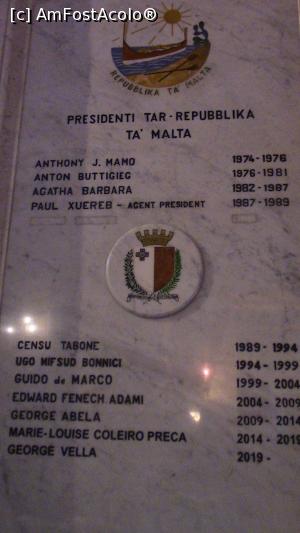 [c] AmFostAcolo®
REPUBBLIKA TA' MALTA
PRESIDENTI TAR-REPUBBLIKA
TA' MALTA
ANTHONY J. MAMO 1974-1976
ANTON BUTTIGIEG 1976-1981
AGATHA BARBARA 1982-1987
PAUL XUEREB - AGENT PRESIDENT 1987-1989
CENSU TABONE 1989-1994
UGO MIFSUD BONNICI 1994-1999
GUIDO de MARCO 1999-2004
EDWARD FENECH ADAMI 2004-2009
GEORGE ABELA 2009-2014
MARIE-LOUISE COLEIRO PRECA 2014-2019
GEORGE VELLA 2019-